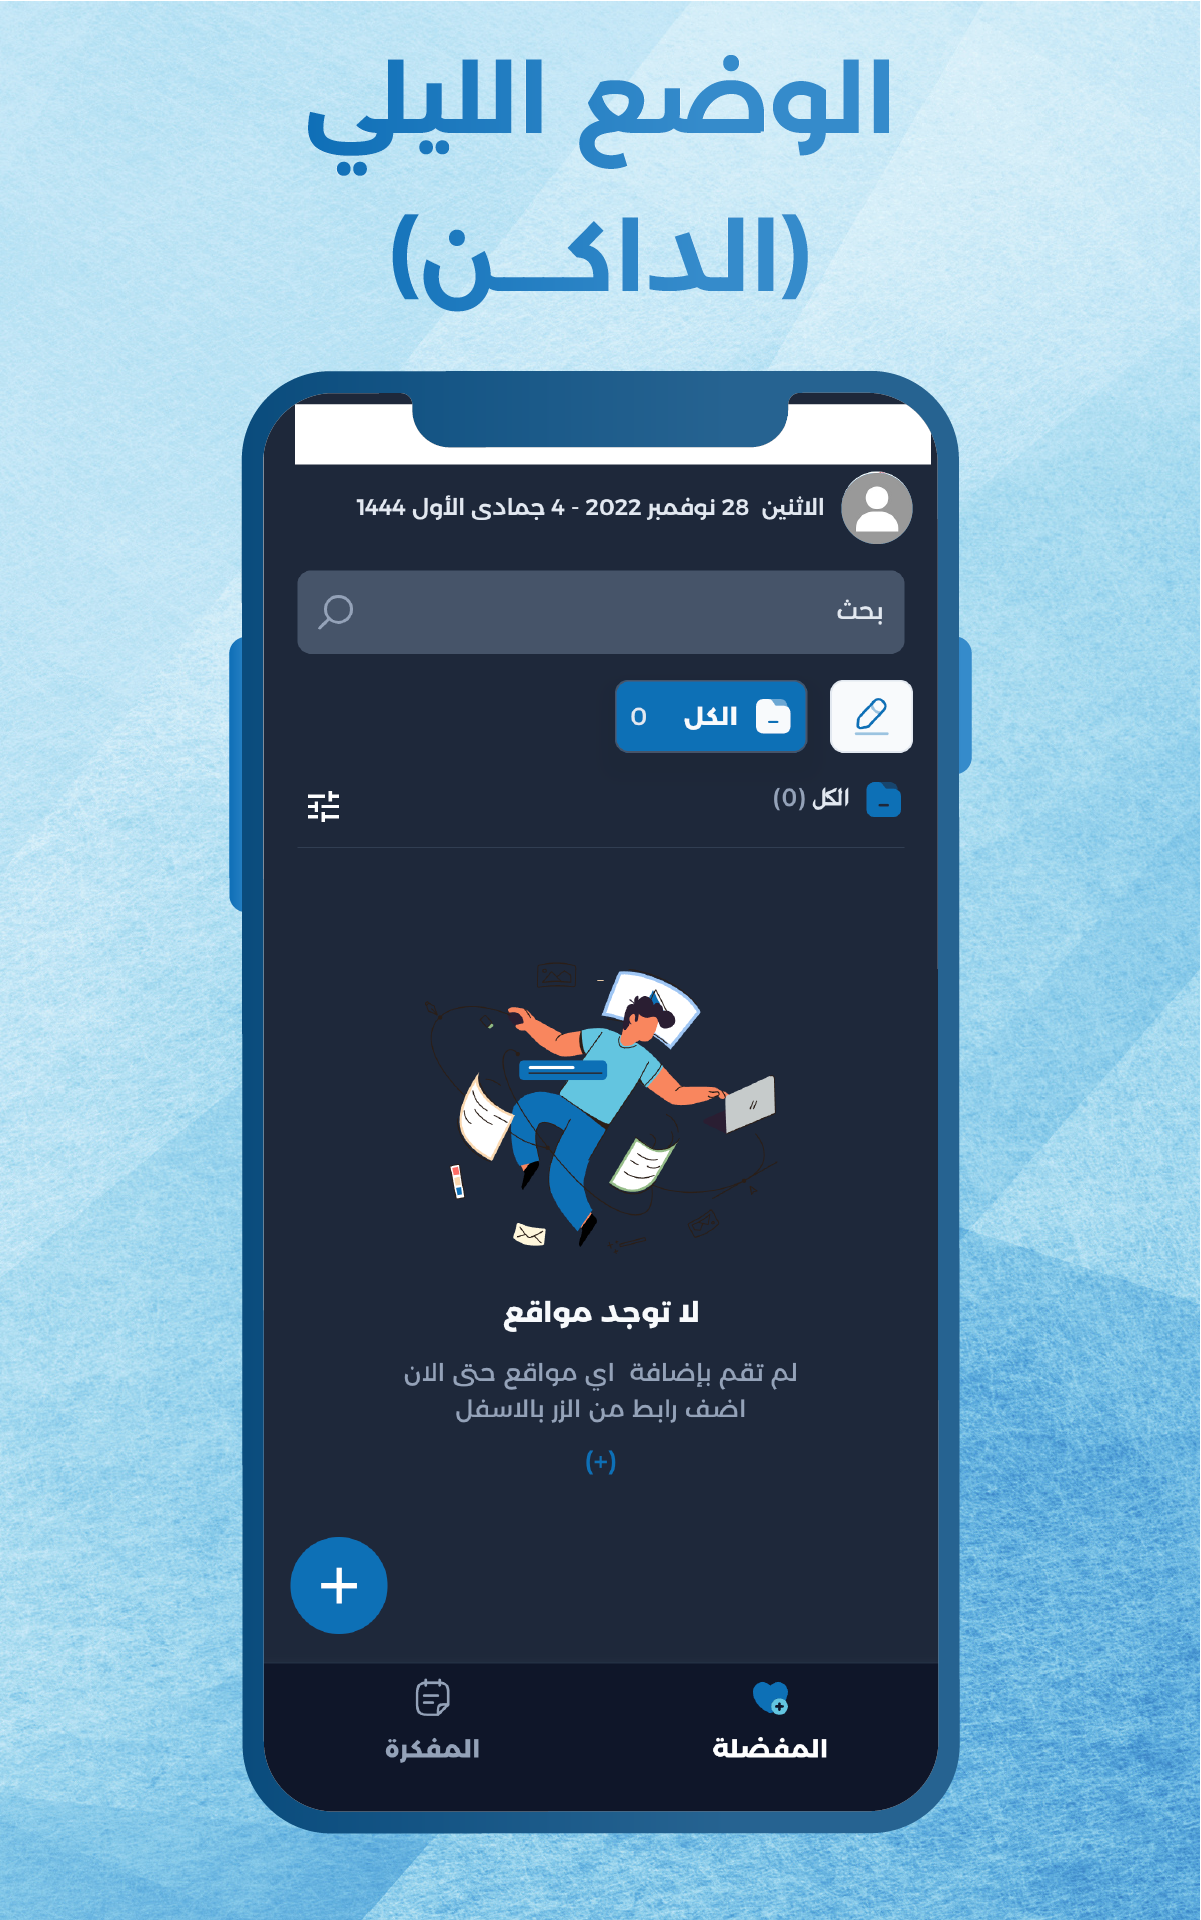 الوضع الليلي
(الداكــن)
الاثنين 28 نوفمبر 2022 - 4 جمادى الأول 1444
بحث
الكل 0
الكل (0)
لا توجد مواقع
لم تقم بإضافة اي مواقع حتى الان
اضف رابط من الزر بالاسفل
(+)
+
المفضلة
المفكرة